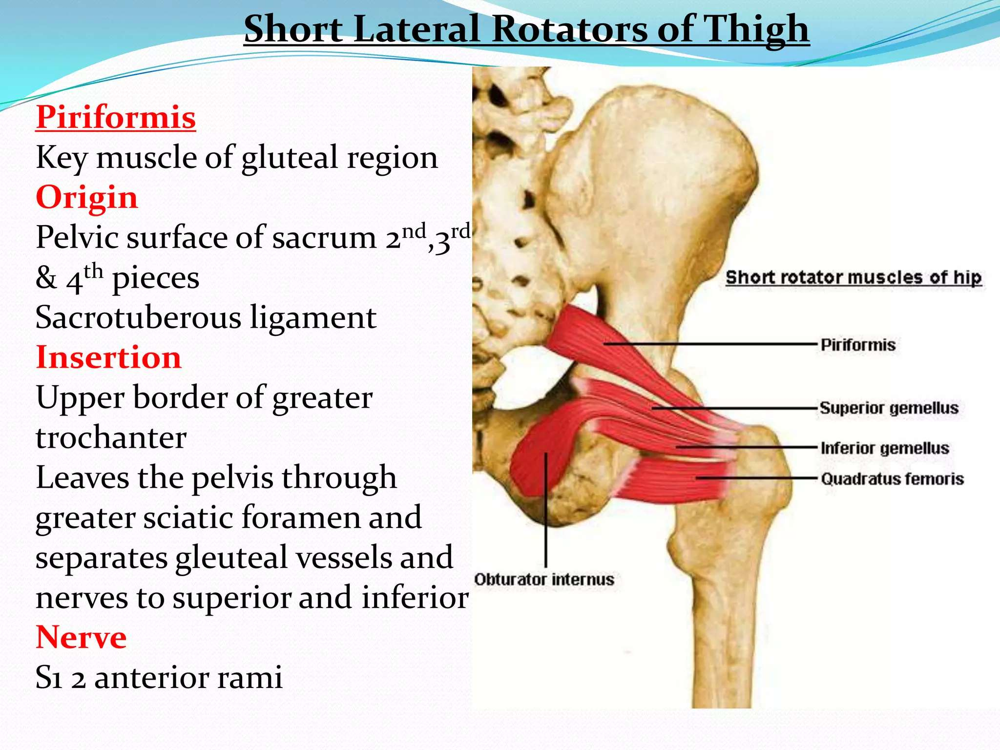 Short Lateral Rotators of Thigh
Piriformis
Key muscle of gluteal region
Origin
Pelvic surface of sacrum 2nd,3rd
& 4th pieces
Sacrotuberous ligament
Insertion
Upper border of greater
trochanter
Leaves the pelvis through
greater sciatic foramen and
separates gleuteal vessels and
nerves to superior and inferior
Nerve
S1 2 anterior rami
Short rotator muscles of hip
Piriformis
Superior gemellus
Inferior gemellus
Quadratus femoris
Obturator internus